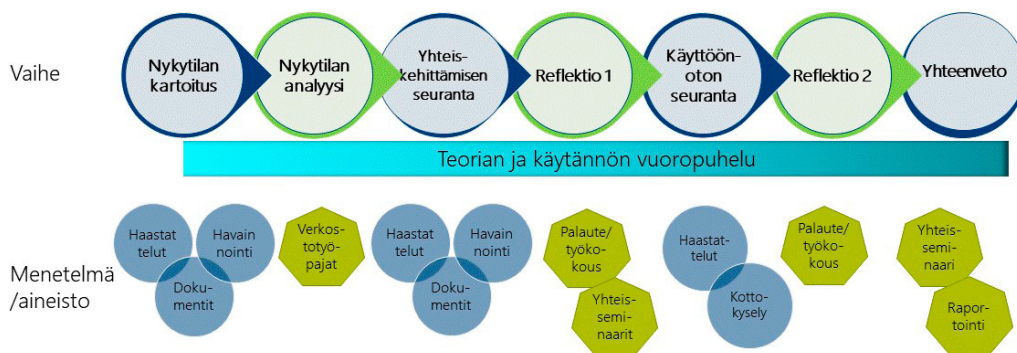 Vaihe
Nykytilan
kartoitus
Nykytilan
analyysi
Yhteis-
kehittämisen
seuranta
Reflektio 1
Käyttöön-
oton
seuranta
Reflektio 2
Yhteenveto
Teorian ja käytännön vuoropuhelu
Menetelmä
/aineisto
Haastat
telut
Havain
nointi
Doku-
mentit
Verkos-
totyö-
pajat
Haastat
telut
Havain
nointi
Doku-
mentit
Palaute/
työko-
kous
Yhteis-
semi-
naarit
Haastat-
telut
Kotto-
kysely
Palaute/
työko-
kous
Yhteis-
semi-
naari
Rapor-
tointi